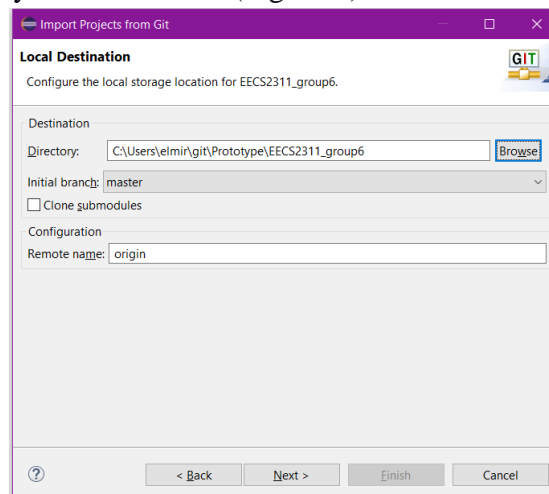 Import Projects from Git
Local Destination
GIT
Configure the local storage location for EECS2311_group6.
Destination
Directory: C:\Users\elmir\git\Prototype\EECS2311_group6 Browse
Initial branch: master
Clone submodules
Configuration
Remote name: origin
? < Back Next > Finish Cancel